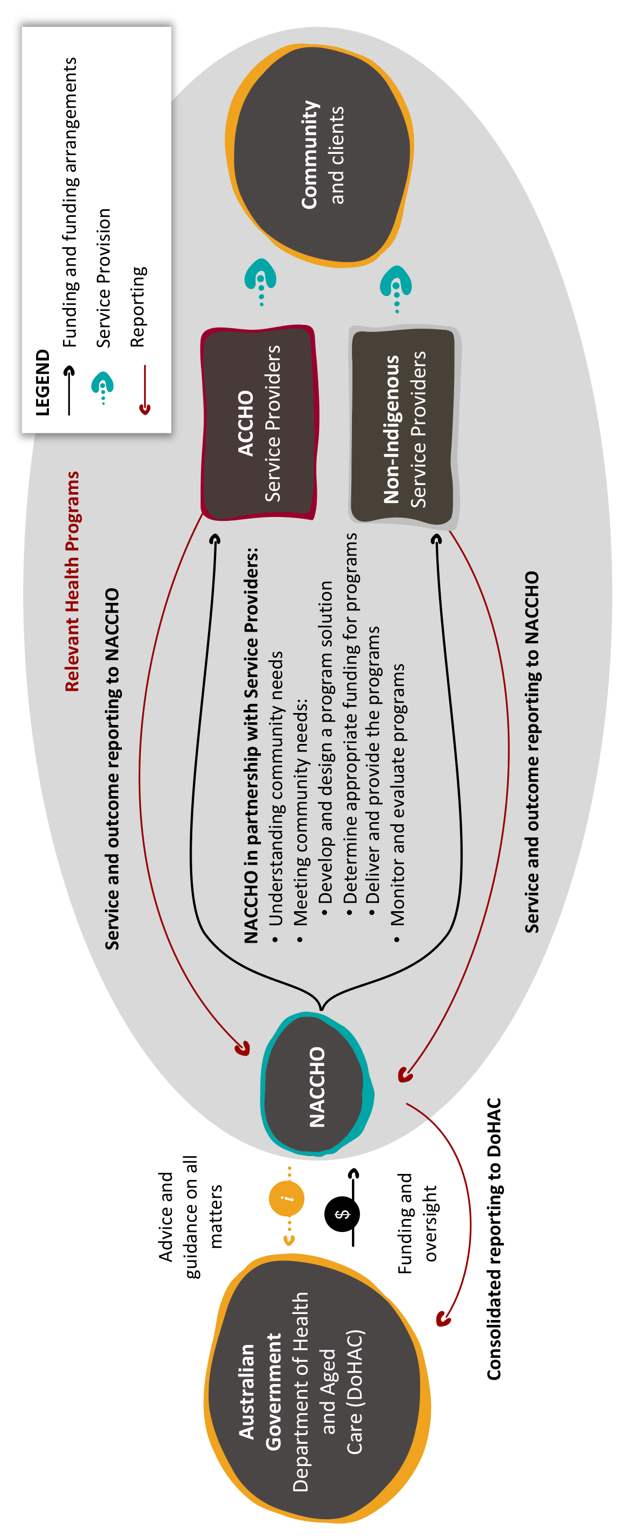 LEGEND
Funding and funding arrangements
Service Provision
Reporting
Relevant Health Programs
Service and outcome reporting to NACCHO
Advice and
guidance on all
matters
i
$
Funding and
oversight
Australian
Government
Department of Health
and Aged
Care (DoHAC)
NACCHO
NACCHO in partnership with Service Providers:
• Understanding community needs
• Meeting community needs:
• Develop and design a program solution
• Determine appropriate funding for programs
• Deliver and provide the programs
• Monitor and evaluate programs
ACCHO
Service Providers
Non-Indigenous
Service Providers
Community
and clients
Consolidated reporting to DoHAC
Service and outcome reporting to NACCHO